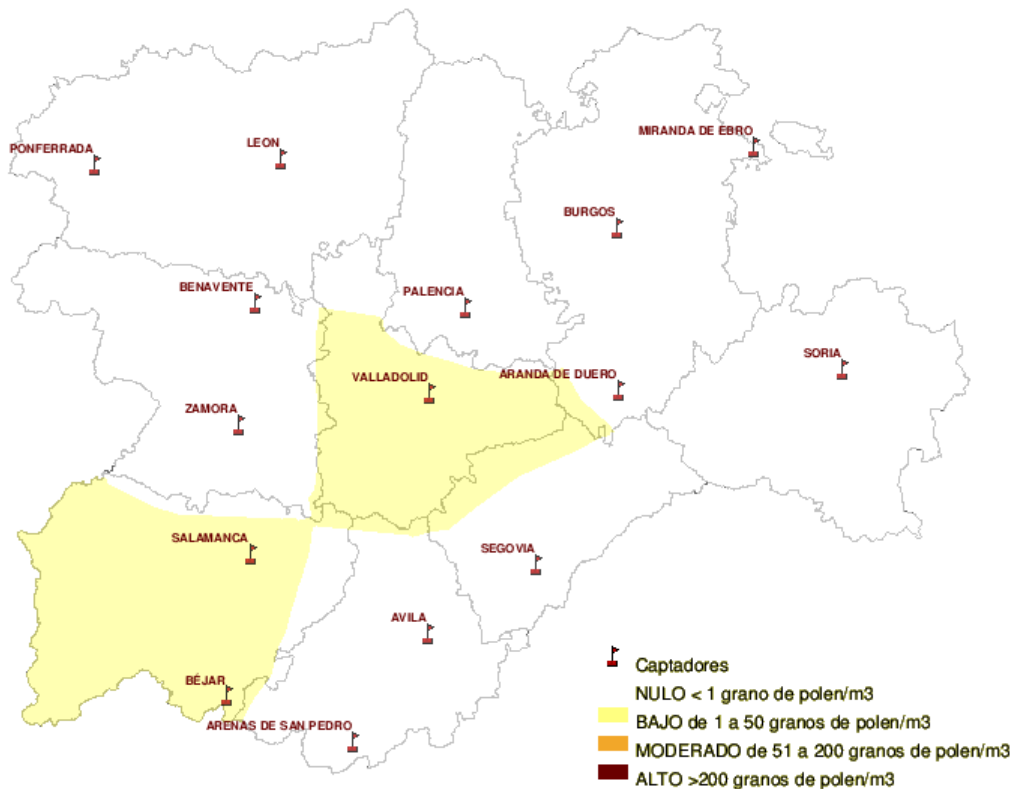 MIRANDA DE EBRO
PONFERRADA
LEON
BURGOS
BENAVENTE
PALENCIA
SORIA
VALLADOLID
ARANDA DE DUERO
ZAMORA
SALAMANCA
SEGOVIA
AVILA
BÉJAR
ARENAS DE SAN PEDRO
Captadores
NULO < 1 grano de polen/m3
BAJO de 1 a 50 granos de polen/m3
MODERADO de 51 a 200 granos de polen/m3
ALTO >200 granos de polen/m3